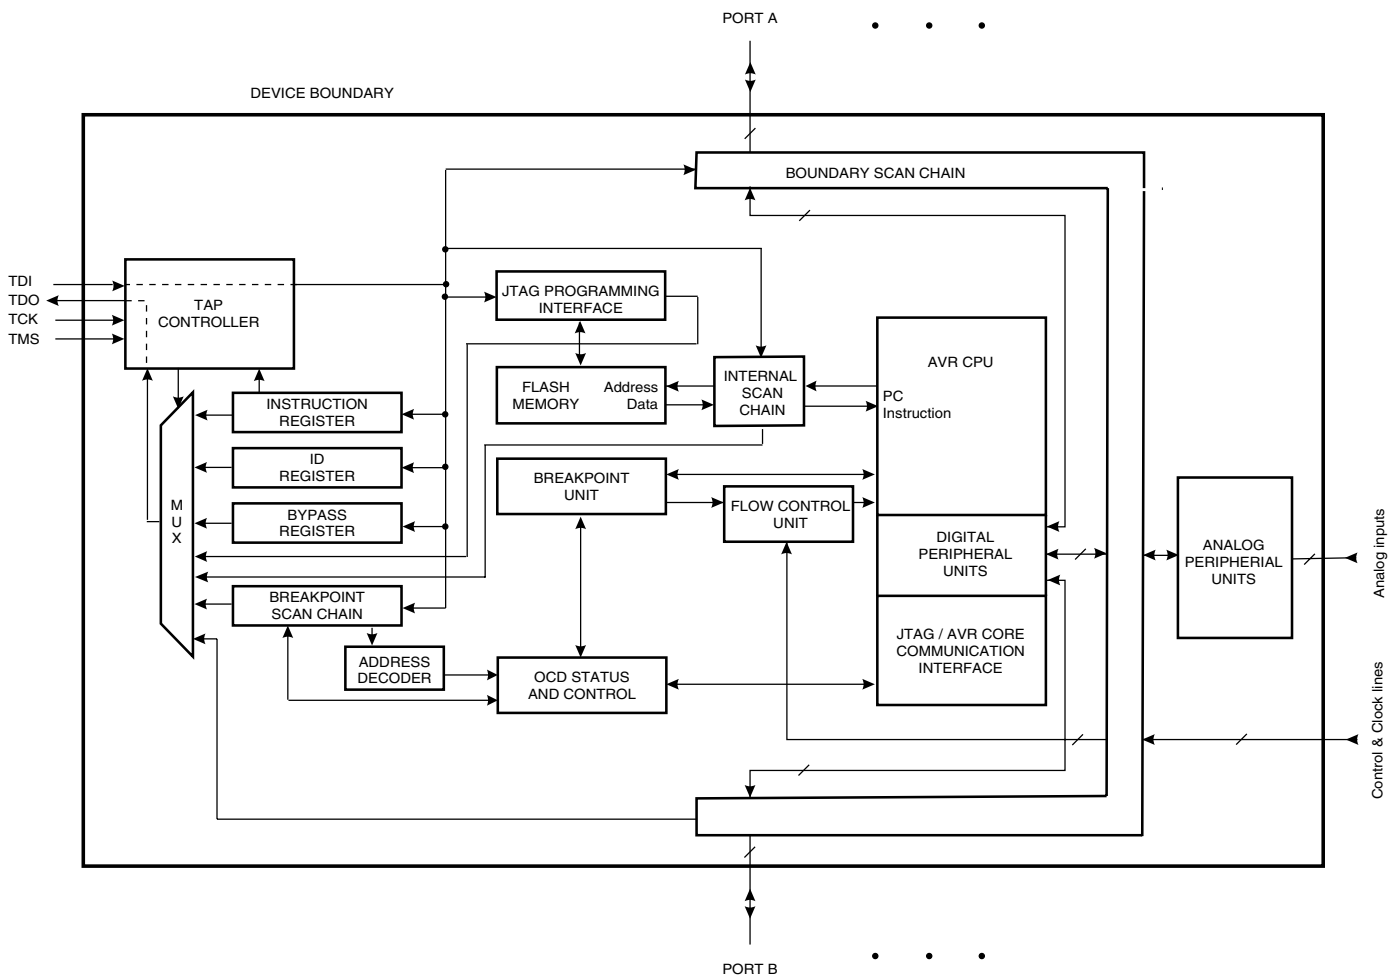 PORT A
DEVICE BOUNDARY
BOUNDARY SCAN CHAIN
TDI
TDO
TCK
TMS
TAP
CONTROLLER
JTAG PROGRAMMING
INTERFACE
AVR CPU
FLASH
MEMORY
Address
Data
INTERNAL
SCAN
CHAIN
PC
Instruction
INSTRUCTION
REGISTER
ID
REGISTER
BREAKPOINT
UNIT
FLOW CONTROL
UNIT
M
U
X
BYPASS
REGISTER
DIGITAL
PERIPHERAL
UNITS
ANALOG
PERIPHERIAL
UNITS
Analog inputs
BREAKPOINT
SCAN CHAIN
ADDRESS
DECODER
OCD STATUS
AND CONTROL
JTAG / AVR CORE
COMMUNICATION
INTERFACE
Control & Clock lines
PORT B